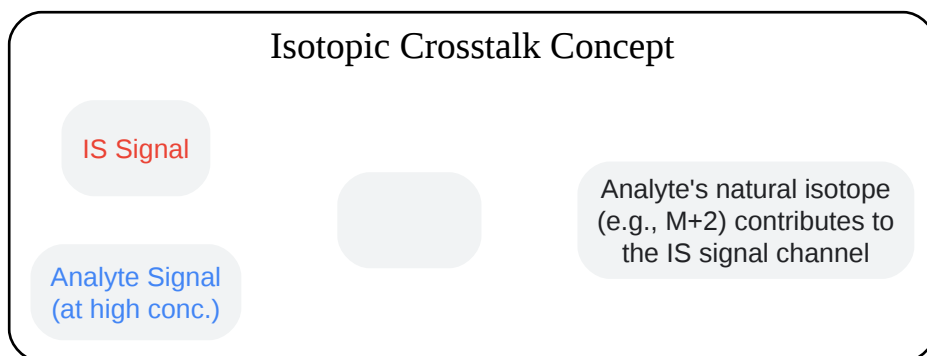 Isotopic Crosstalk Concept
IS Signal
Analyte Signal
(at high conc.)
Analyte's natural isotope
(e.g., M+2) contributes to
the IS signal channel